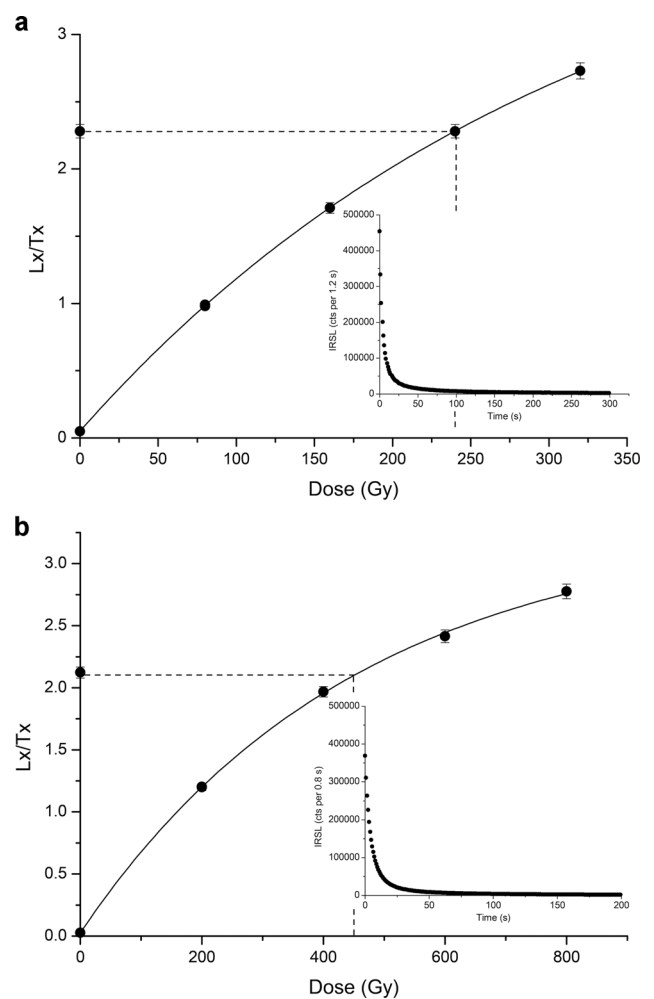 a
3
2
1
0
Lx/Tx
0 50 100 150 200 250 300 350
Dose (Gy)
500000
400000
300000
200000
100000
0
IRSL (cts per 1.2 s)
0 50 100 150 200 250 300
Time (s)
b
3.0
2.5
2.0
1.5
1.0
0.5
0.0
Lx/Tx
0 200 400 600 800
Dose (Gy)
500000
400000
300000
200000
100000
0
IRSL (cts per 0.8 s)
0 50 100 150 200
Time (s)